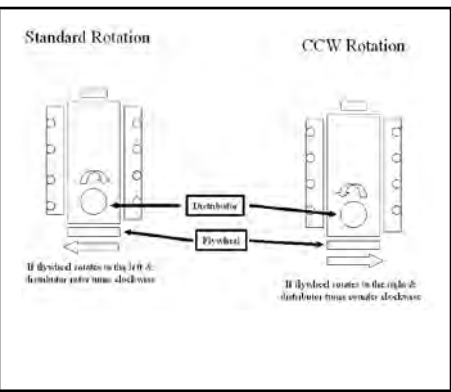 Standard Rotation
CCW Rotation
Distributor
Flywheel
If flywheel rotates to the left &
distributor rotor turns clockwise
If flywheel rotates to the right &
distributor turns counter clockwise